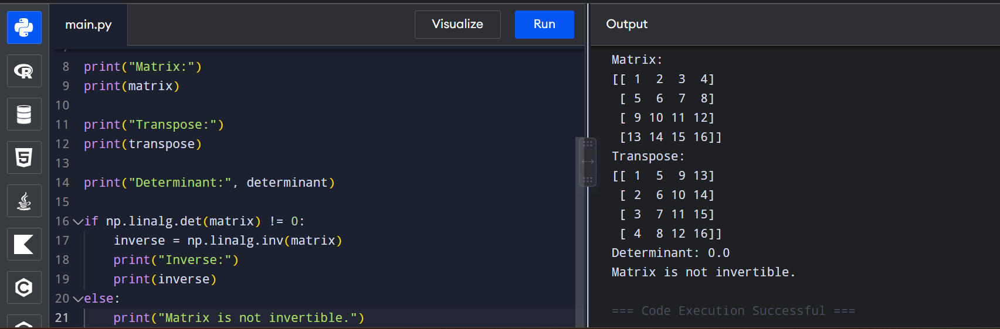 main.py
Visualize
Run
Output
8 print("Matrix:")
9 print(matrix)
10
11 print("Transpose:")
12 print(transpose)
13
14 print("Determinant:", determinant)
15
16 if np.linalg.det(matrix) != 0:
17     inverse = np.linalg.inv(matrix)
18     print("Inverse:")
19     print(inverse)
20 else:
21     print("Matrix is not invertible.")
Matrix:
[[ 1  2  3  4]
 [ 5  6  7  8]
 [ 9 10 11 12]
 [13 14 15 16]]
Transpose:
[[ 1  5  9 13]
 [ 2  6 10 14]
 [ 3  7 11 15]
 [ 4  8 12 16]]
Determinant: 0.0
Matrix is not invertible.
=== Code Execution Successful ===